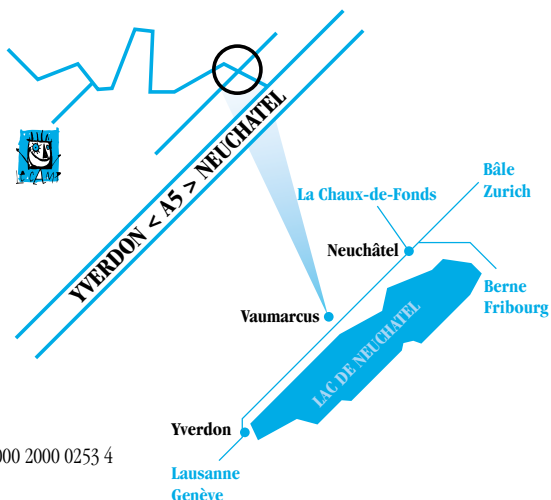 YVERDON < A5 > NEUCHATEL
Bâle
Zurich
La Chaux-de-Fonds
Neuchâtel
Berne
Fribourg
Vaumarcus
LAC DE NEUCHATEL
Yverdon
000 2000 0253 4
Lausanne
Genève